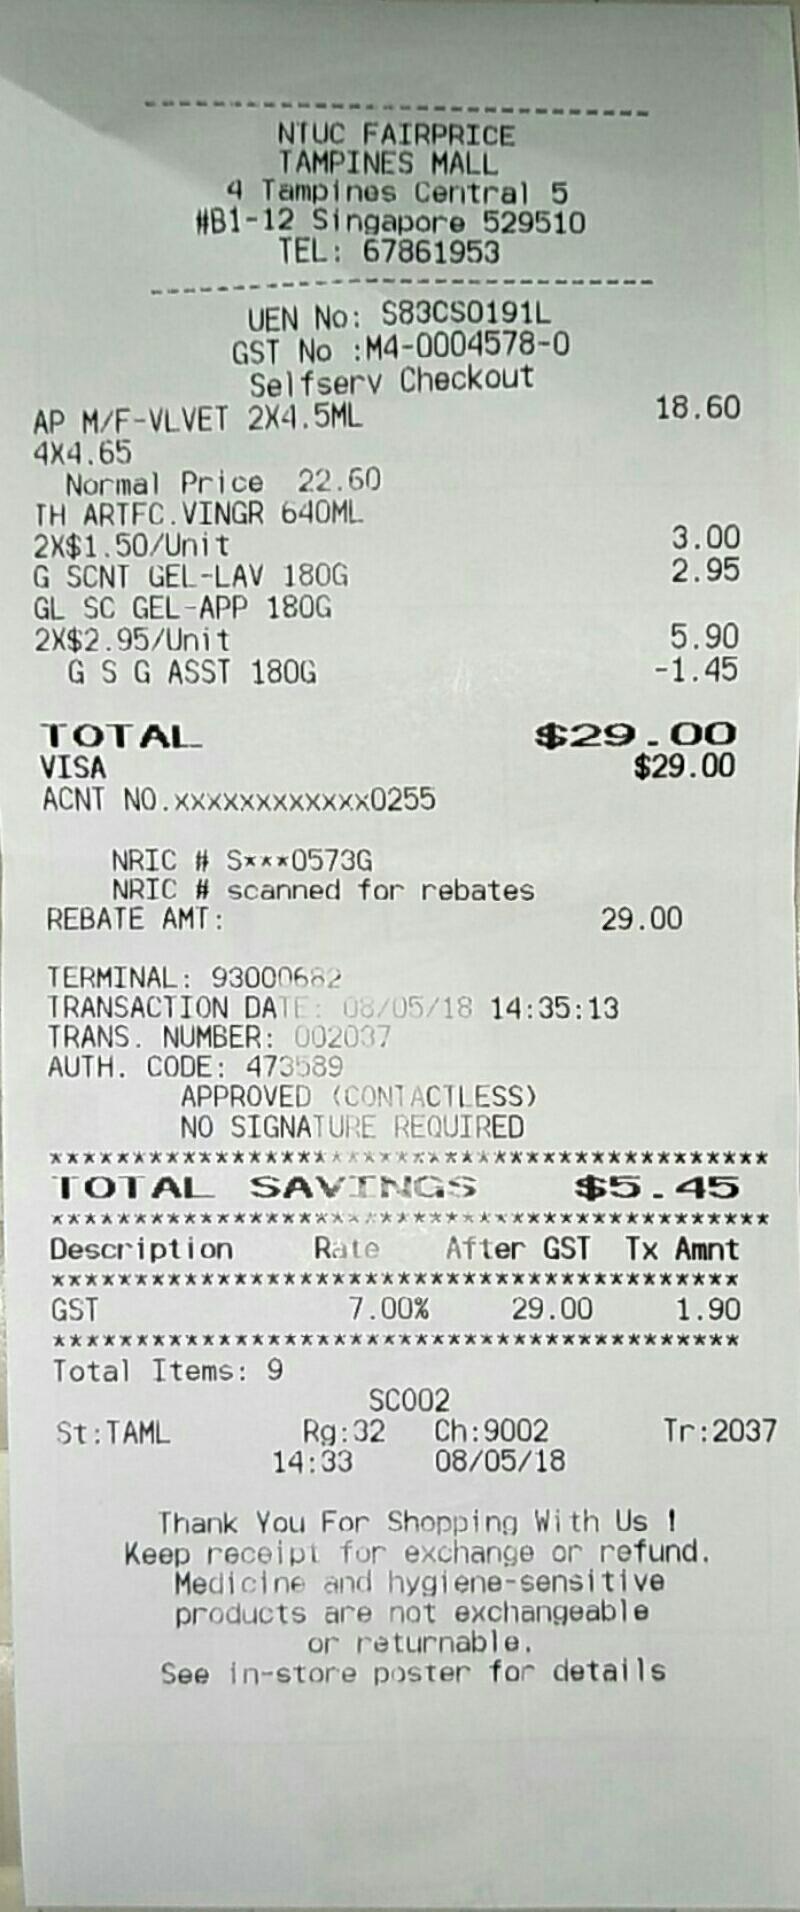 NTUC FAIRPRICE
TAMPINES MALL
4 Tampines Central 5
#B1-12 Singapore 529510
TEL: 67861953
UEN No: S83CS0191L
GST No :M4-0004578-0
Selfserv Checkout
AP M/F-VLVET 2X4.5ML 18.60
4X4.65
Normal Price 22.60
TH ARTFC.VINGR 640ML
2X$1.50/Unit 3.00
G SCNT GEL-LAV 180G 2.95
GL SC GEL-APP 180G
2X$2.95/Unit 5.90
G S G ASST 180G -1.45
TOTAL $29.00
VISA $29.00
ACNT NO.xxxxxxxxxxxx0255
NRIC # S***0573G
NRIC # scanned for rebates
REBATE AMT: 29.00
TERMINAL: 93000682
TRANSACTION DATE: 08/05/18 14:35:13
TRANS. NUMBER: 002037
AUTH. CODE: 473589
APPROVED (CONTACTLESS)
NO SIGNATURE REQUIRED
TOTAL SAVINGS $5.45
Description Rate After GST Tx Amnt
GST 7.00% 29.00 1.90
Total Items: 9
SC002
St:TAML Rg:32 Ch:9002 Tr:2037
14:33 08/05/18
Thank You For Shopping With Us !
Keep receipt for exchange or refund.
Medicine and hygiene-sensitive
products are not exchangeable
or returnable.
See in-store poster for details